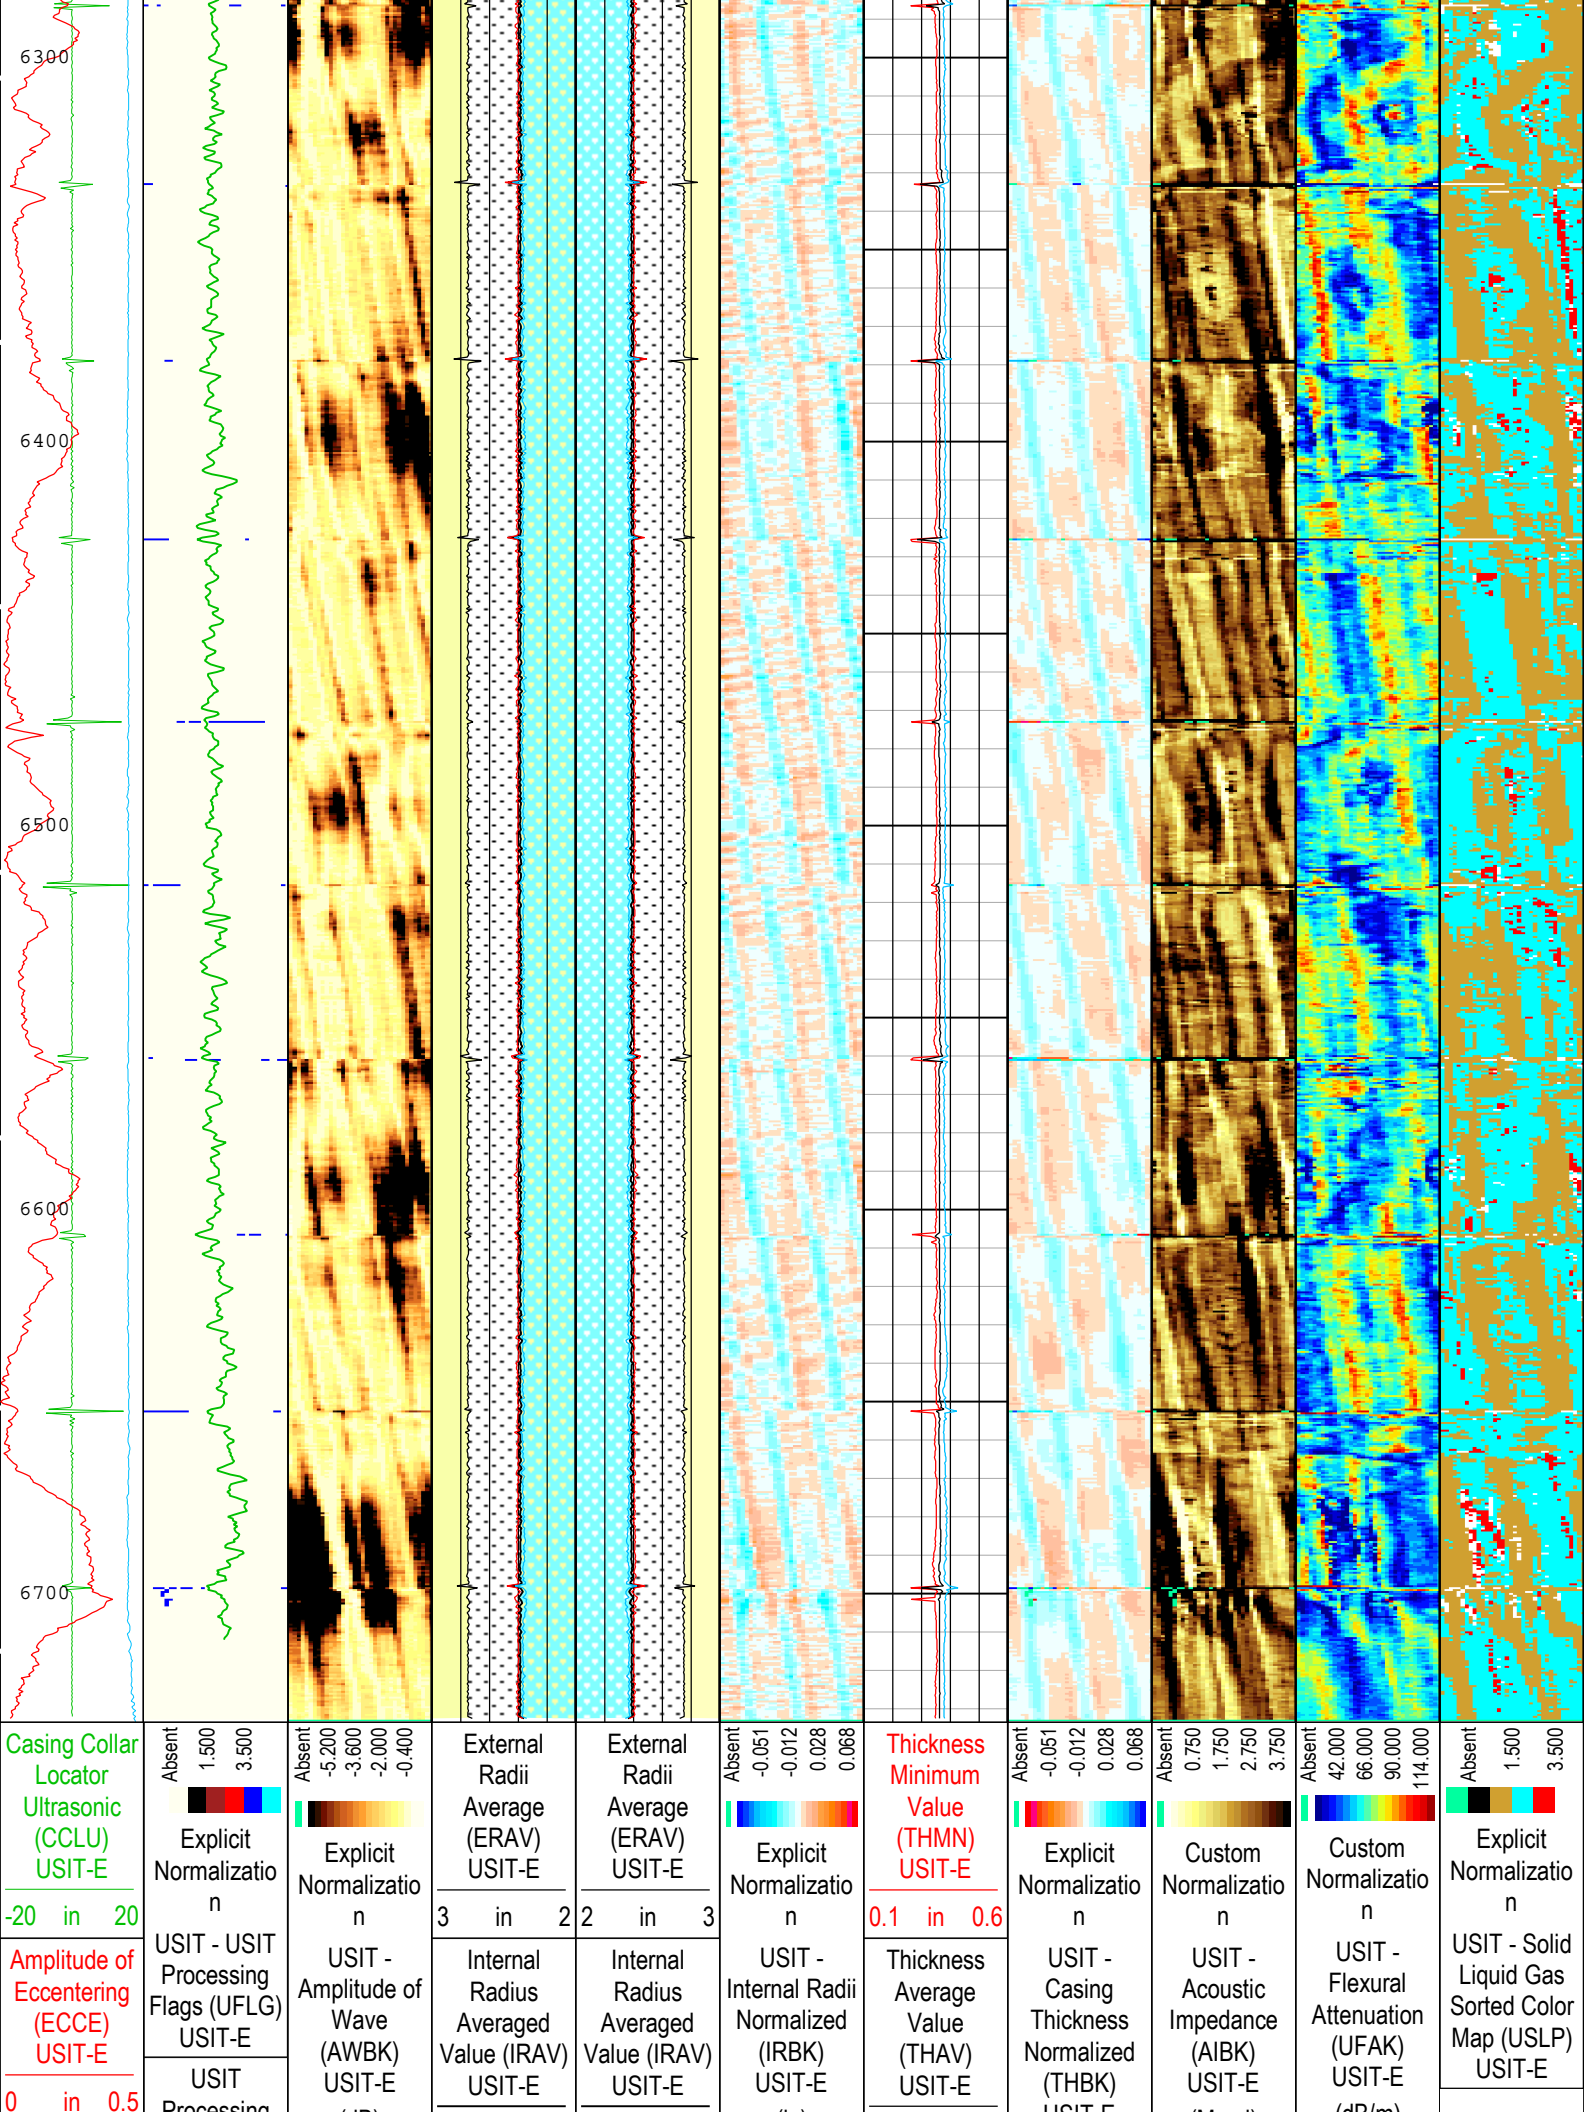 6300
6400
6500
6600
6700
Casing Collar
Locator
Ultrasonic
(CCLU)
USIT-E
-20 in 20
Amplitude of
Eccentering
(ECCE)
USIT-E
0 in 0.5
Absent
1.500
3.500
Explicit
Normalizatio
n
USIT - USIT
Processing
Flags (UFLG)
USIT-E
USIT
Processing
Absent
-5.200
-3.600
-2.000
-0.400
Explicit
Normalizatio
n
USIT -
Amplitude of
Wave
(AWBK)
USIT-E
External
Radii
Average
(ERAV)
USIT-E
3 in 2
Internal
Radius
Averaged
Value (IRAV)
USIT-E
External
Radii
Average
(ERAV)
USIT-E
2 in 3
Internal
Radius
Averaged
Value (IRAV)
USIT-E
Absent
-0.051
-0.012
0.028
0.068
Explicit
Normalizatio
n
USIT -
Internal Radii
Normalized
(IRBK)
USIT-E
Thickness
Minimum
Value
(THMN)
USIT-E
0.1 in 0.6
Thickness
Average
Value
(THAV)
USIT-E
Absent
-0.051
-0.012
0.028
0.068
Explicit
Normalizatio
n
USIT -
Casing
Thickness
Normalized
(THBK)
USIT-E
Absent
0.750
1.750
2.750
3.750
Custom
Normalizatio
n
USIT -
Acoustic
Impedance
(AIBK)
USIT-E
Absent
42.000
66.000
90.000
114.000
Custom
Normalizatio
n
USIT -
Flexural
Attenuation
(UFAK)
USIT-E
(dB/m)
Absent
1.500
3.500
Explicit
Normalizatio
n
USIT - Solid
Liquid Gas
Sorted Color
Map (USLP)
USIT-E